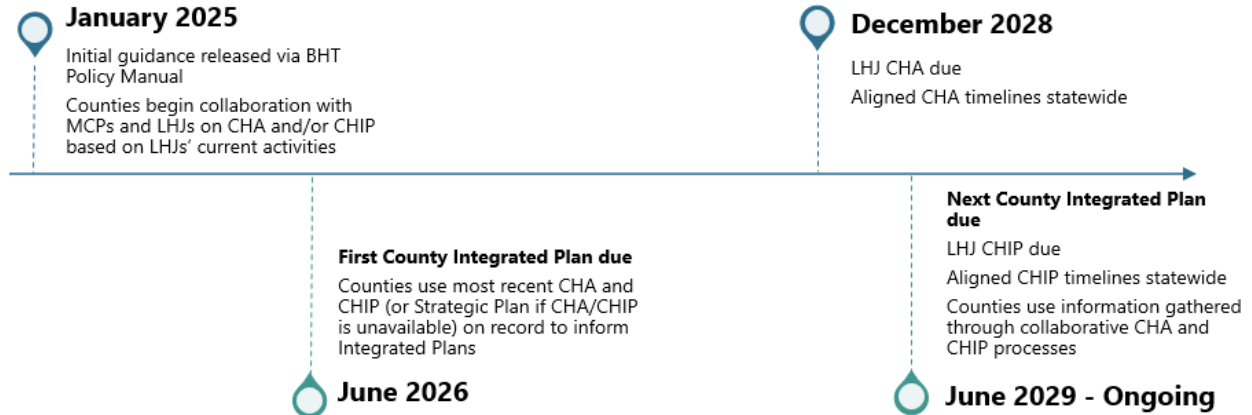 January 2025
Initial guidance released via BHT
Policy Manual
Counties begin collaboration with
MCPs and LHJs on CHA and/or CHIP
based on LHJs’ current activities
December 2028
LHJ CHA due
Aligned CHA timelines statewide
First County Integrated Plan due
Counties use most recent CHA and
CHIP (or Strategic Plan if CHA/CHIP
is unavailable) on record to inform
Integrated Plans
June 2026
Next County Integrated Plan
due
LHJ CHIP due
Aligned CHIP timelines statewide
Counties use information gathered
through collaborative CHA and
CHIP processes
June 2029 - Ongoing